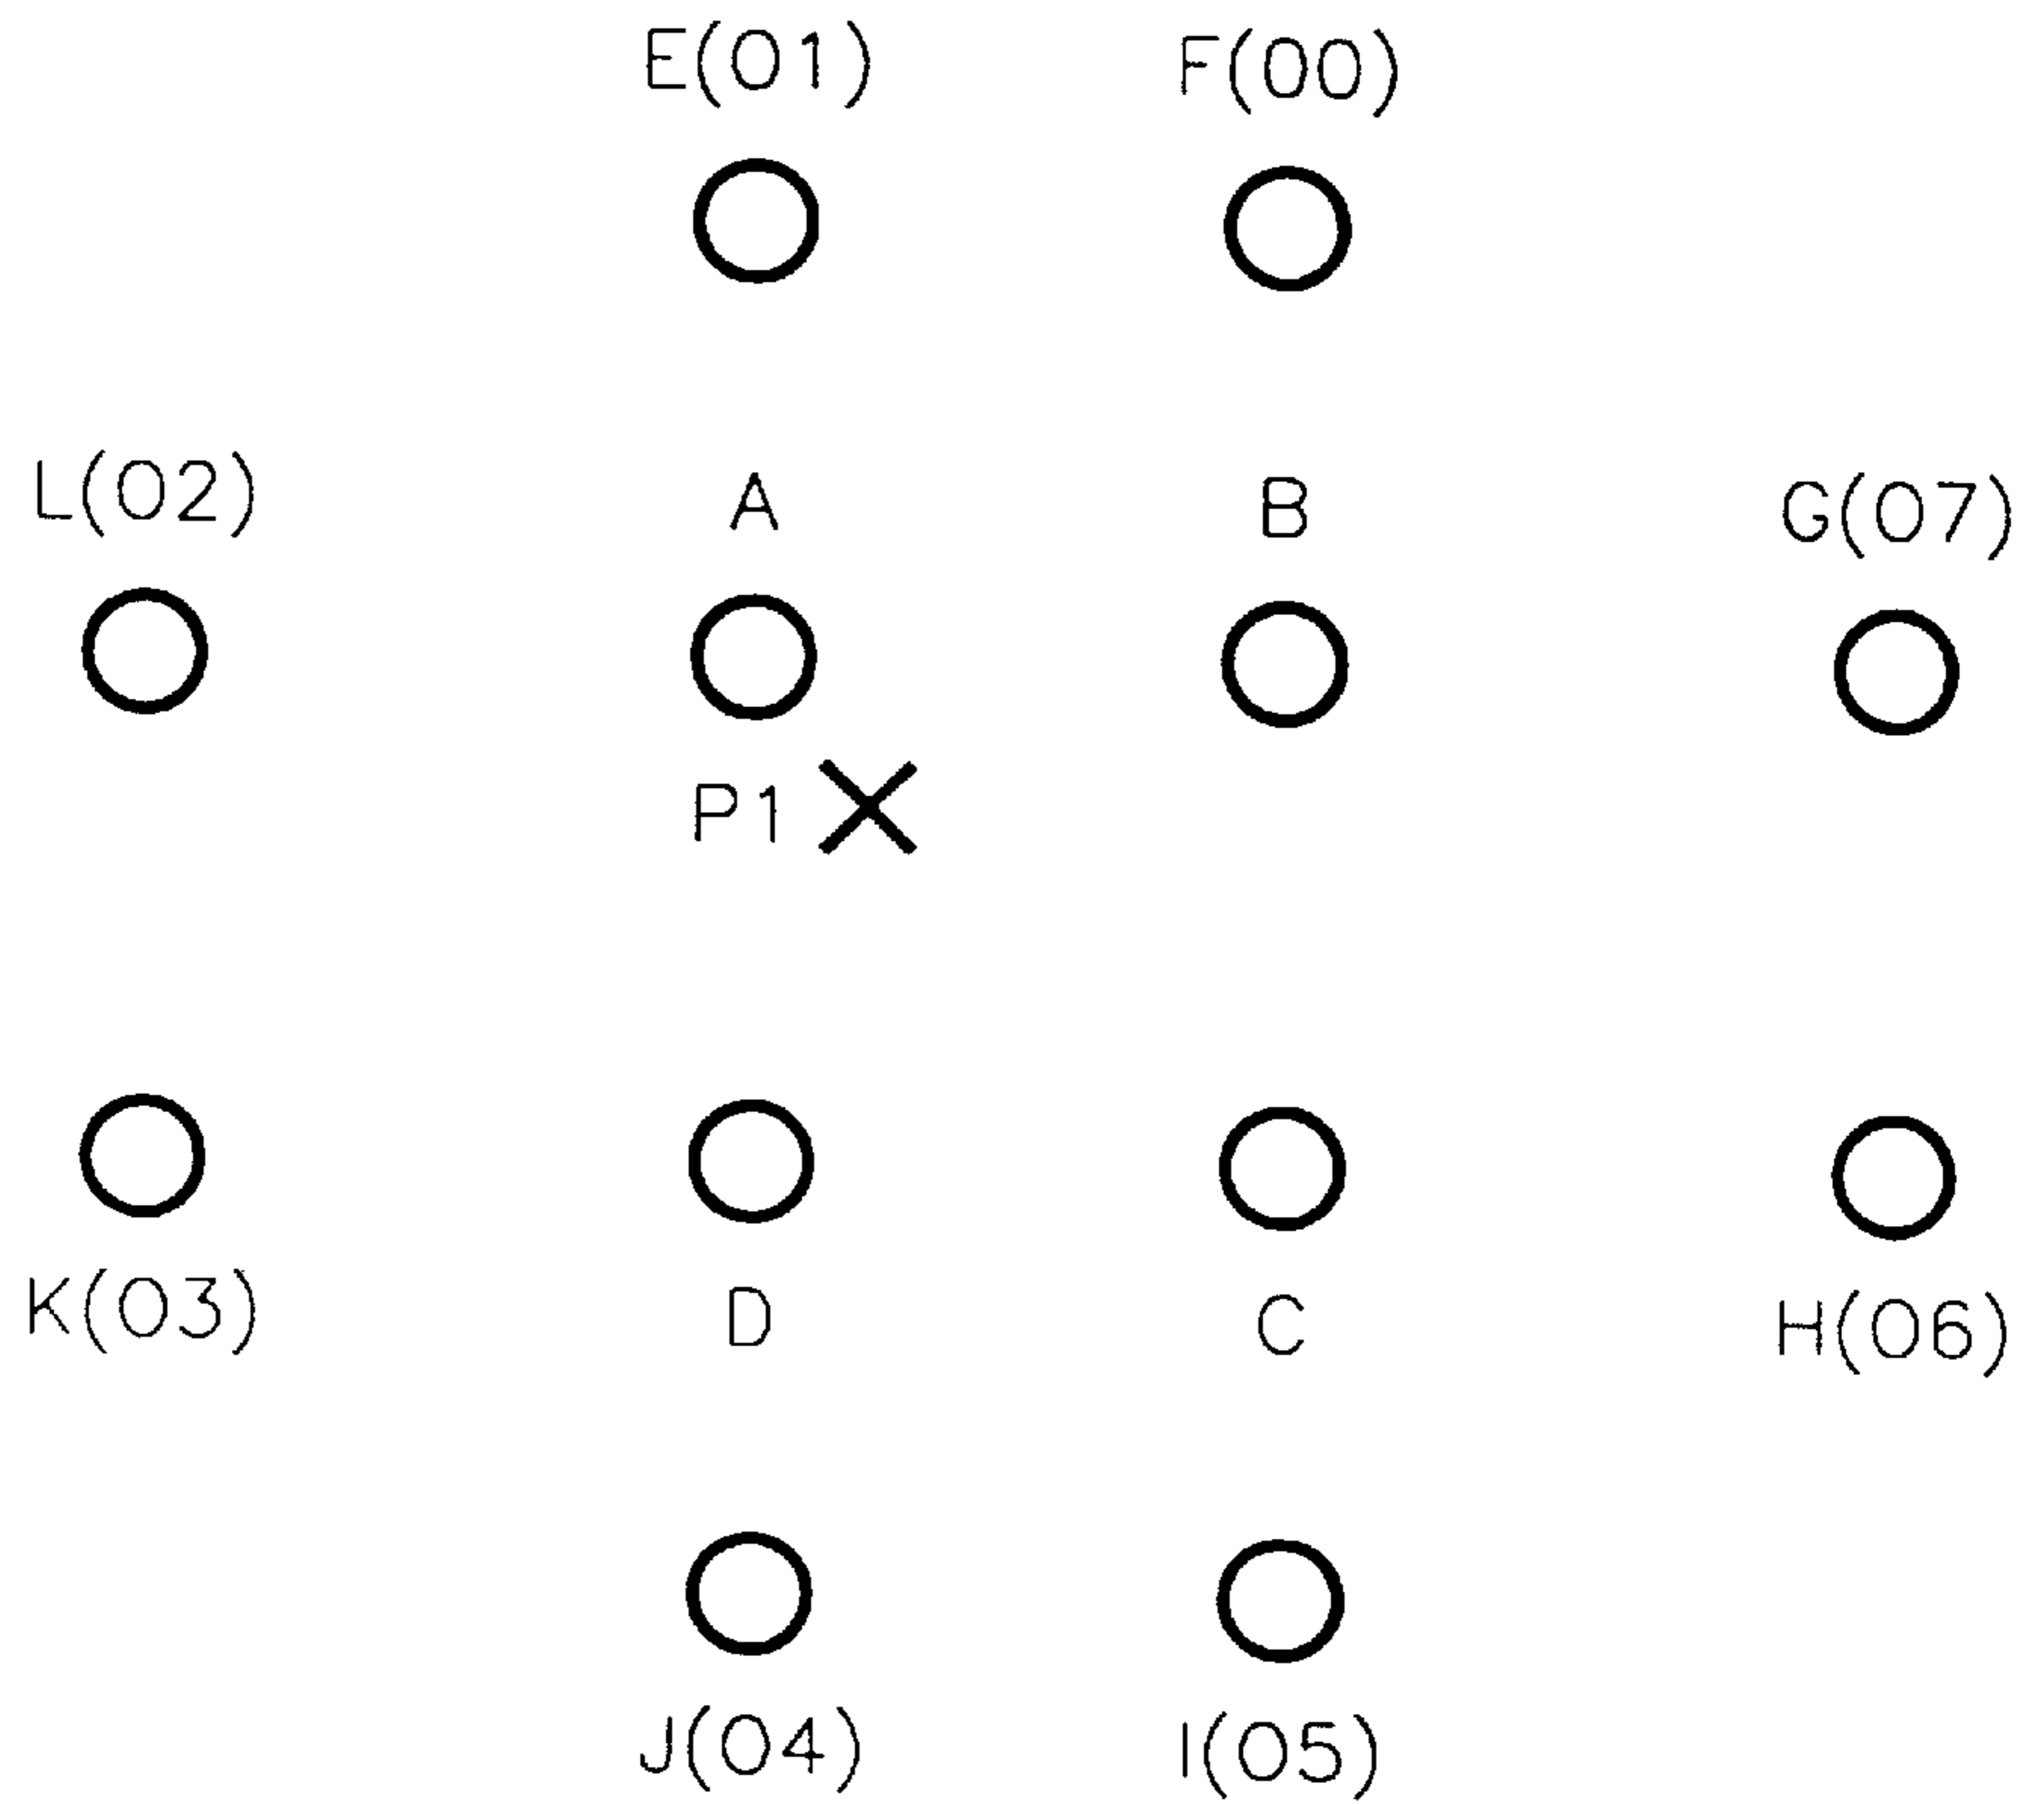 E(01) F(00)
L(02) A B G(07)
P1
K(03) D C H(06)
J(04) I(05)